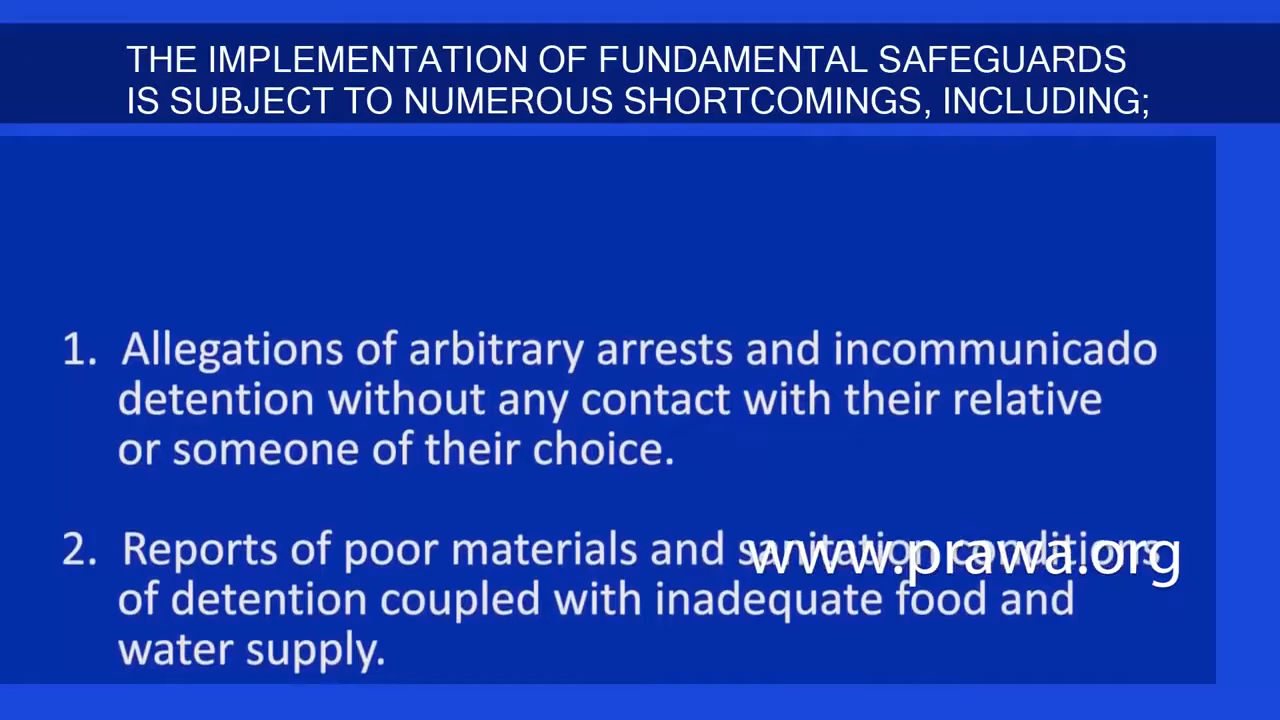 THE IMPLEMENTATION OF FUNDAMENTAL SAFEGUARDS
IS SUBJECT TO NUMEROUS SHORTCOMINGS, INCLUDING;
1. Allegations of arbitrary arrests and incommunicado
detention without any contact with their relative
or someone of their choice.
2. Reports of poor materials and sanitation conditions
www.prawa.org
of detention coupled with inadequate food and
water supply.